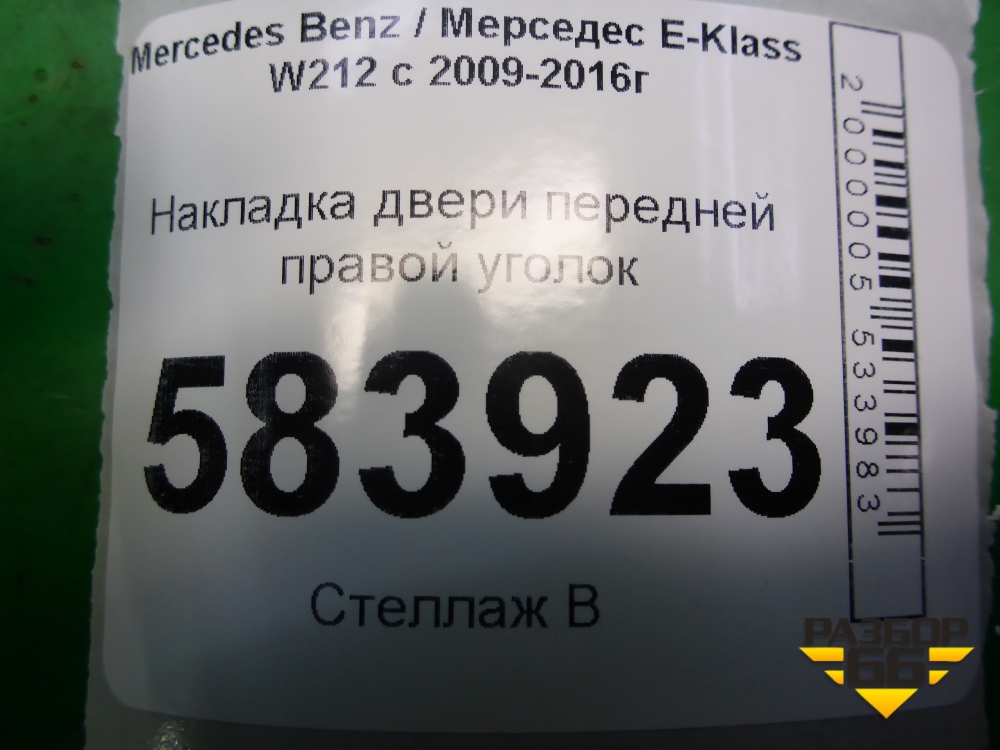 Mercedes Benz / Мерседес E-Klass
W212 с 2009-2016г
Накладка двери передней
правой уголок
583923
Стеллаж В
2000005533983
РАЗБОР
66